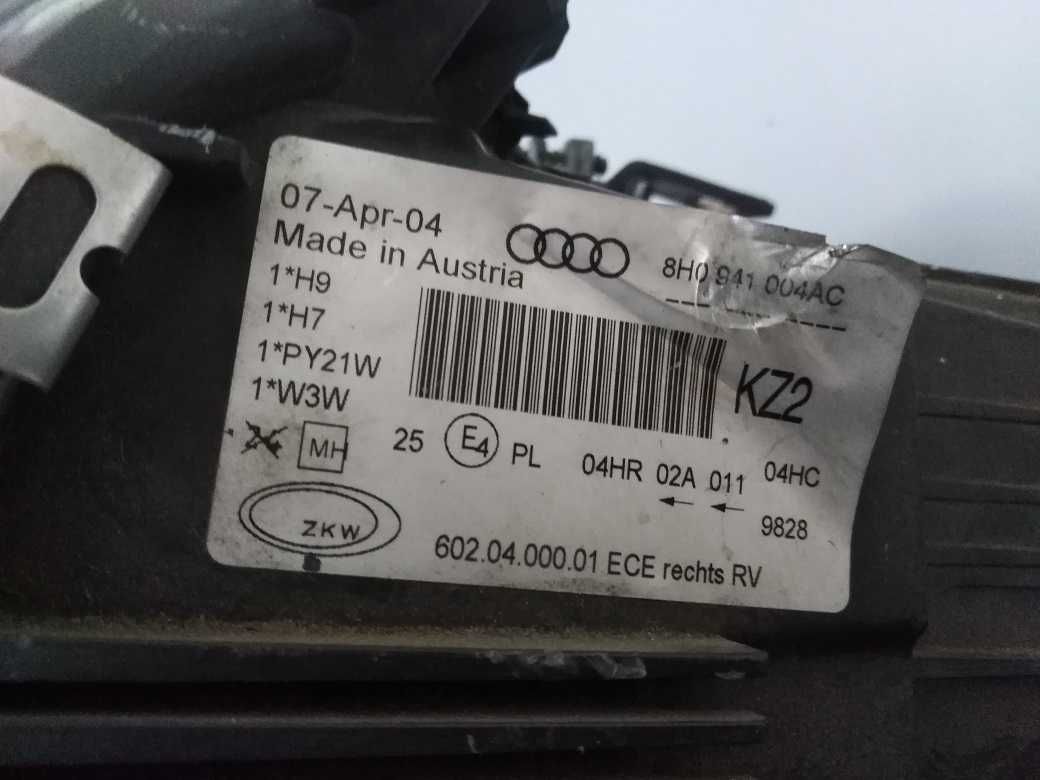 07-Apr-04
Made in Austria
8H0 941 004AC
1*H9
1*H7
1*PY21W
1*W3W
KZ2
MH
25 E4 PL 04HR 02A 011 04HC
9828
ZKW
602.04.000.01 ECE rechts RV